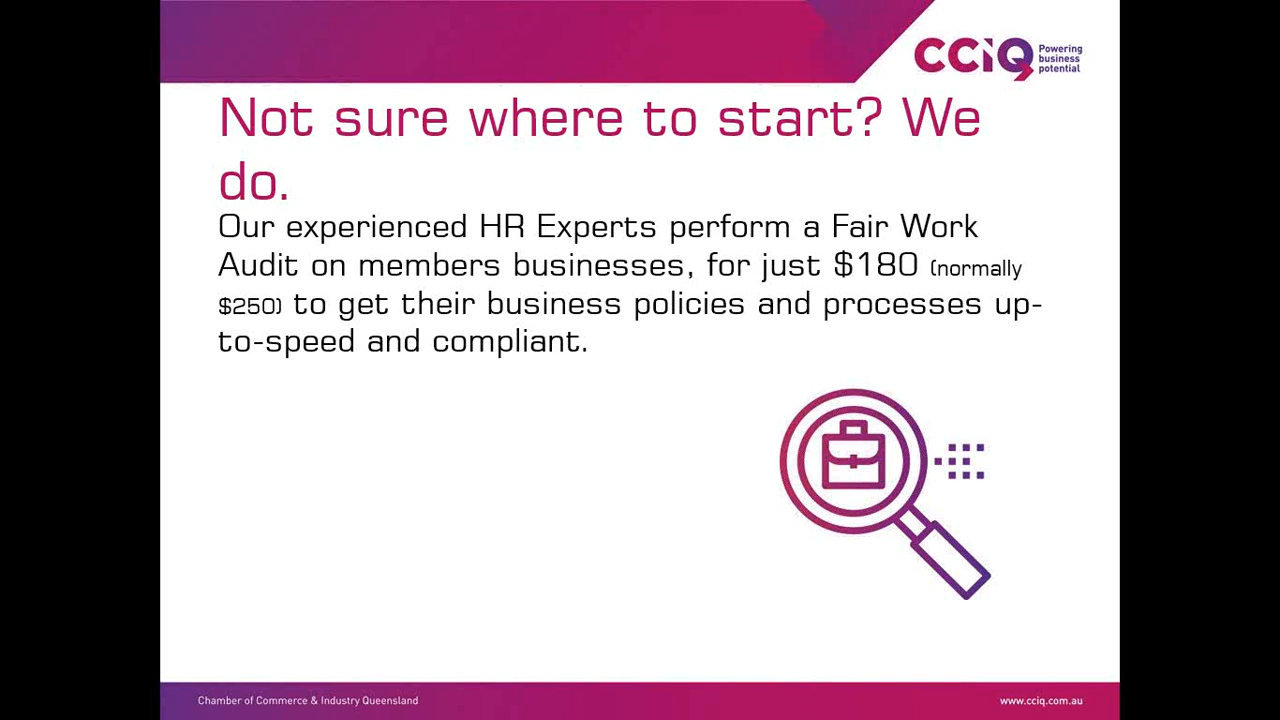 CCIQ
Powering
business
potential
Not sure where to start? We
do.
Our experienced HR Experts perform a Fair Work
Audit on members businesses, for just $180 (normally
$250) to get their business policies and processes up-
to-speed and compliant.
Chamber of Commerce & Industry Queensland
www.cciq.com.au